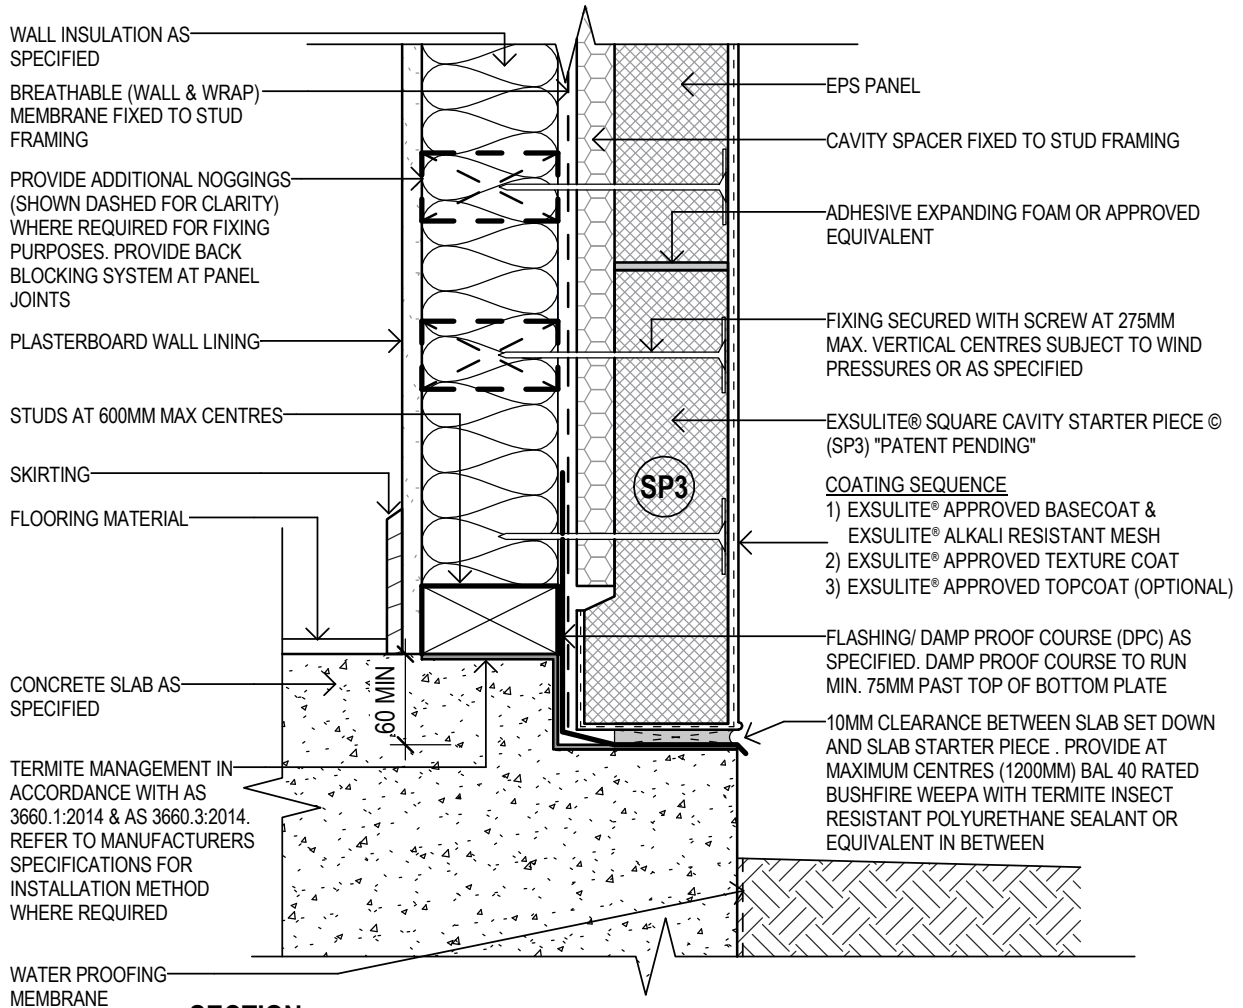 WALL INSULATION AS
SPECIFIED
BREATHABLE (WALL & WRAP)
MEMBRANE FIXED TO STUD
FRAMING
PROVIDE ADDITIONAL NOGGINGS
(SHOWN DASHED FOR CLARITY)
WHERE REQUIRED FOR FIXING
PURPOSES. PROVIDE BACK
BLOCKING SYSTEM AT PANEL
JOINTS
PLASTERBOARD WALL LINING
STUDS AT 600MM MAX CENTRES
SKIRTING
FLOORING MATERIAL
CONCRETE SLAB AS
SPECIFIED
TERMITE MANAGEMENT IN
ACCORDANCE WITH AS
3660.1:2014 & AS 3660.3:2014.
REFER TO MANUFACTURERS
SPECIFICATIONS FOR
INSTALLATION METHOD
WHERE REQUIRED
WATER PROOFING
MEMBRANE
60 MIN
SP3
EPS PANEL
CAVITY SPACER FIXED TO STUD FRAMING
ADHESIVE EXPANDING FOAM OR APPROVED
EQUIVALENT
FIXING SECURED WITH SCREW AT 275MM
MAX. VERTICAL CENTRES SUBJECT TO WIND
PRESSURES OR AS SPECIFIED
EXSULITE® SQUARE CAVITY STARTER PIECE ©
(SP3) "PATENT PENDING"
COATING SEQUENCE
1) EXSULITE® APPROVED BASECOAT &
EXSULITE® ALKALI RESISTANT MESH
2) EXSULITE® APPROVED TEXTURE COAT
3) EXSULITE® APPROVED TOPCOAT (OPTIONAL)
FLASHING/ DAMP PROOF COURSE (DPC) AS
SPECIFIED. DAMP PROOF COURSE TO RUN
MIN. 75MM PAST TOP OF BOTTOM PLATE
10MM CLEARANCE BETWEEN SLAB SET DOWN
AND SLAB STARTER PIECE . PROVIDE AT
MAXIMUM CENTRES (1200MM) BAL 40 RATED
BUSHFIRE WEEPA WITH TERMITE INSECT
RESISTANT POLYURETHANE SEALANT OR
EQUIVALENT IN BETWEEN
SECTION